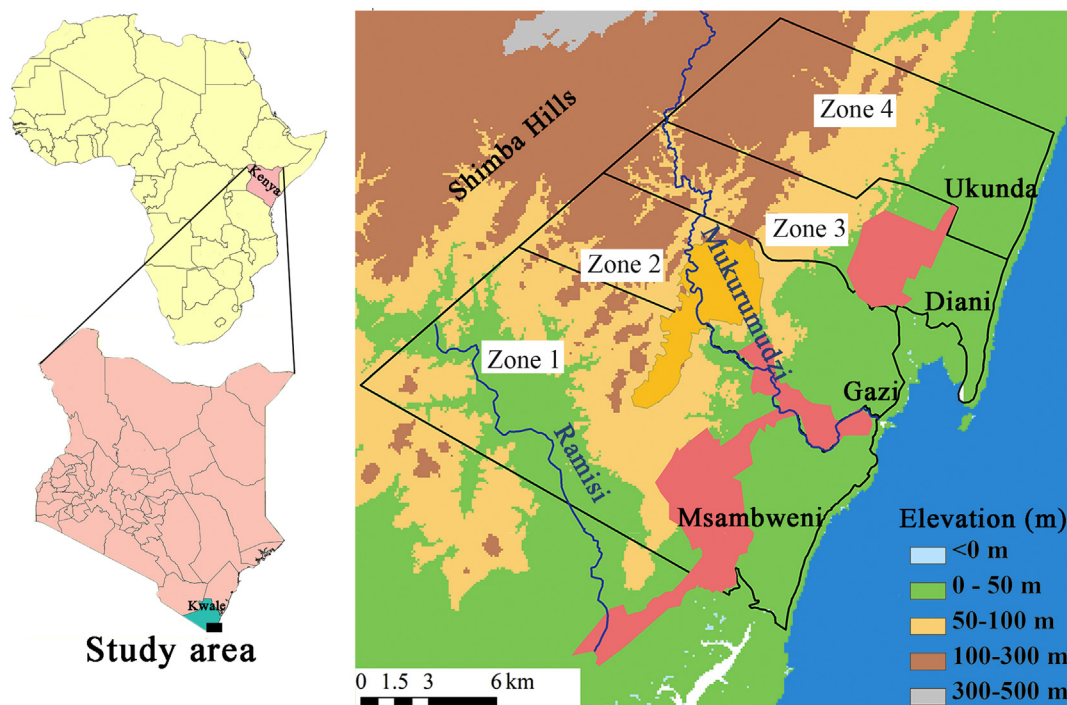 Kenya
Kwale
Study area
Shimba Hills
Zone 4
Ukunda
Zone 3
Zone 2
Mukurumudzi
Diani
Zone 1
Gazi
Ramisi
Msambweni
Elevation (m)
<0 m
0 - 50 m
50-100 m
100-300 m
300-500 m
0 1.5 3 6 km